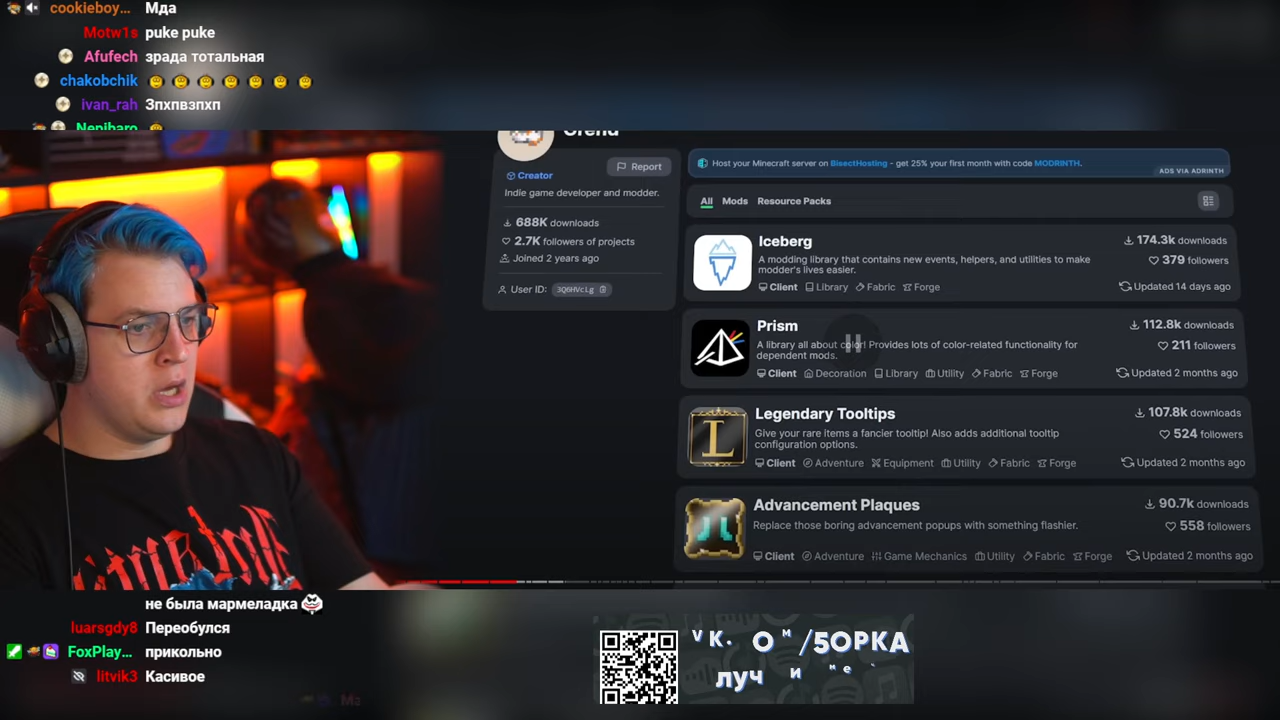 cookieboy... Мда
Motw1s puke puke
Afufech зрада тотальная
chakobchik
ivan_rah Зпхпвзпхп
Nepibaro
Report
Creator
Indie game developer and modder.
688K downloads
2.7K followers of projects
Joined 2 years ago
User ID: 3Q6HVcig
Host your Minecraft server on BisectHosting - get 25% your first month with code MODRINTH.
ADS VIA ADRINTH
All Mods Resource Packs
Iceberg
A modding library that contains new events, helpers, and utilities to make
modder's lives easier.
Client Library Fabric Forge
174.3k downloads
379 followers
Updated 14 days ago
Prism
A library all about color! Provides lots of color-related functionality for
dependent mods.
Client Decoration Library Utility Fabric Forge
112.8k downloads
211 followers
Updated 2 months ago
Legendary Tooltips
Give your rare items a fancier tooltip! Also adds additional tooltip
configuration options.
Client Adventure Equipment Utility Fabric Forge
107.8k downloads
524 followers
Updated 2 months ago
L
Advancement Plaques
Replace those boring advancement popups with something flashier.
Client Adventure Game Mechanics Utility Fabric Forge
90.7k downloads
558 followers
Updated 2 months ago
не была мармеладка
luarsgdy8 Переобулся
FoxPlay... прикольно
litvik3 Касивое
/5OPKA